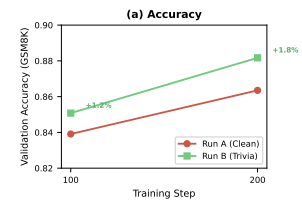 (a) Accuracy
0.90
0.88
0.86
0.84
0.82
Validation Accuracy (GSM8K)
+1.2%
+1.8%
Run A (Clean)
Run B (Trivia)
100
200
Training Step